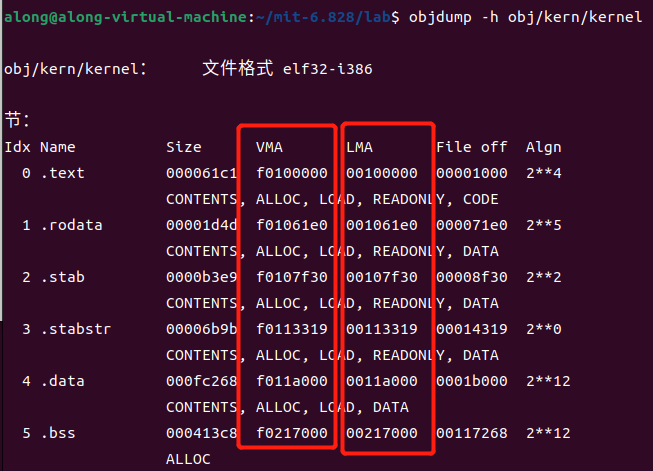 along@along-virtual-machine:~/mit-6.828/lab$ objdump -h obj/kern/kernel
obj/kern/kernel： 文件格式 elf32-i386
节：
Idx Name Size VMA LMA File off Algn
0 .text 000061c1 f0100000 00100000 00001000 2**4
CONTENTS, ALLOC, LOAD, READONLY, CODE
1 .rodata 00001d4d f01061e0 001061e0 000071e0 2**5
CONTENTS, ALLOC, LOAD, READONLY, DATA
2 .stab 0000b3e9 f0107f30 00107f30 00008f30 2**2
CONTENTS, ALLOC, LOAD, READONLY, DATA
3 .stabstr 00006b9b f0113319 00113319 00014319 2**0
CONTENTS, ALLOC, LOAD, READONLY, DATA
4 .data 000fc268 f011a000 0011a000 0001b000 2**12
CONTENTS, ALLOC, LOAD, DATA
5 .bss 000413c8 f0217000 00217000 00117268 2**12
ALLOC